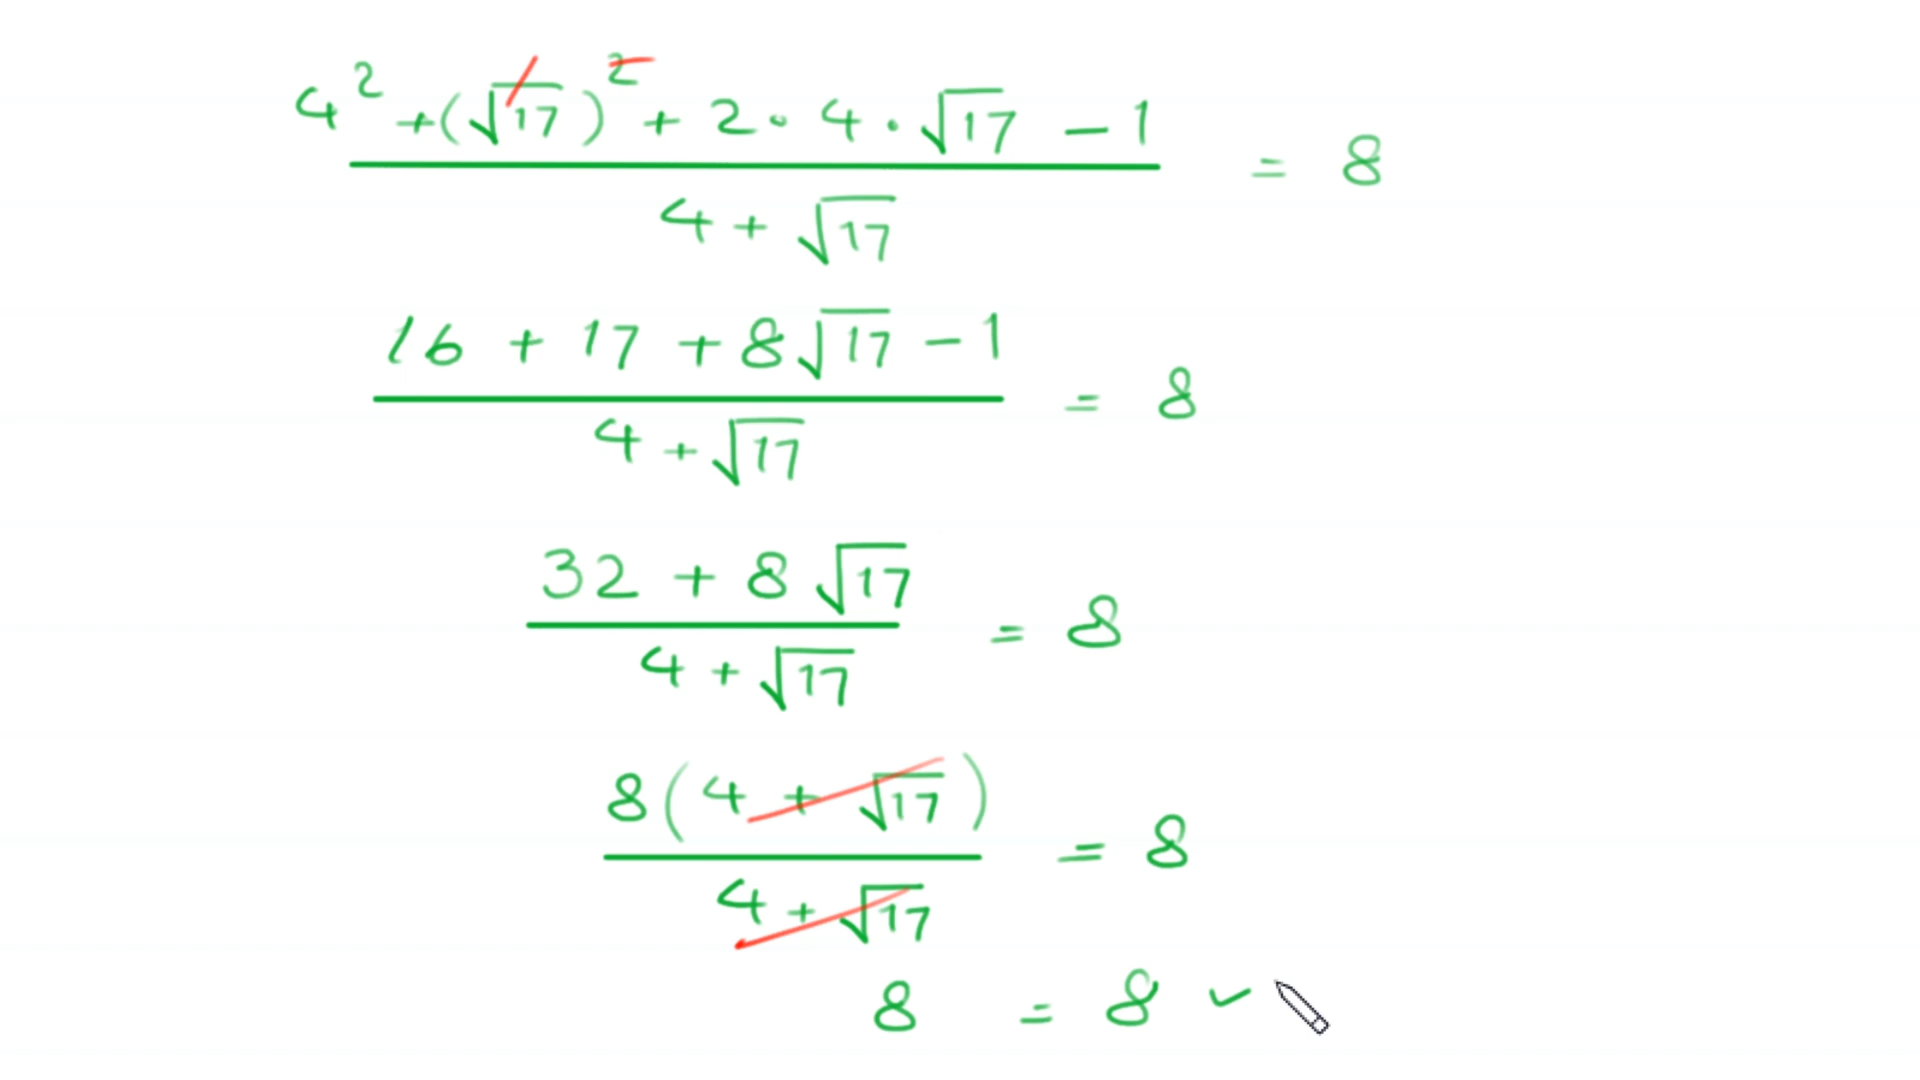 4² + (√17)² + 2 · 4 · √17 − 1
4 + √17
= 8
16 + 17 + 8√17 − 1
4 + √17
= 8
32 + 8√17
4 + √17
= 8
8(4 + √17)
4 + √17
= 8
8 = 8 ✓